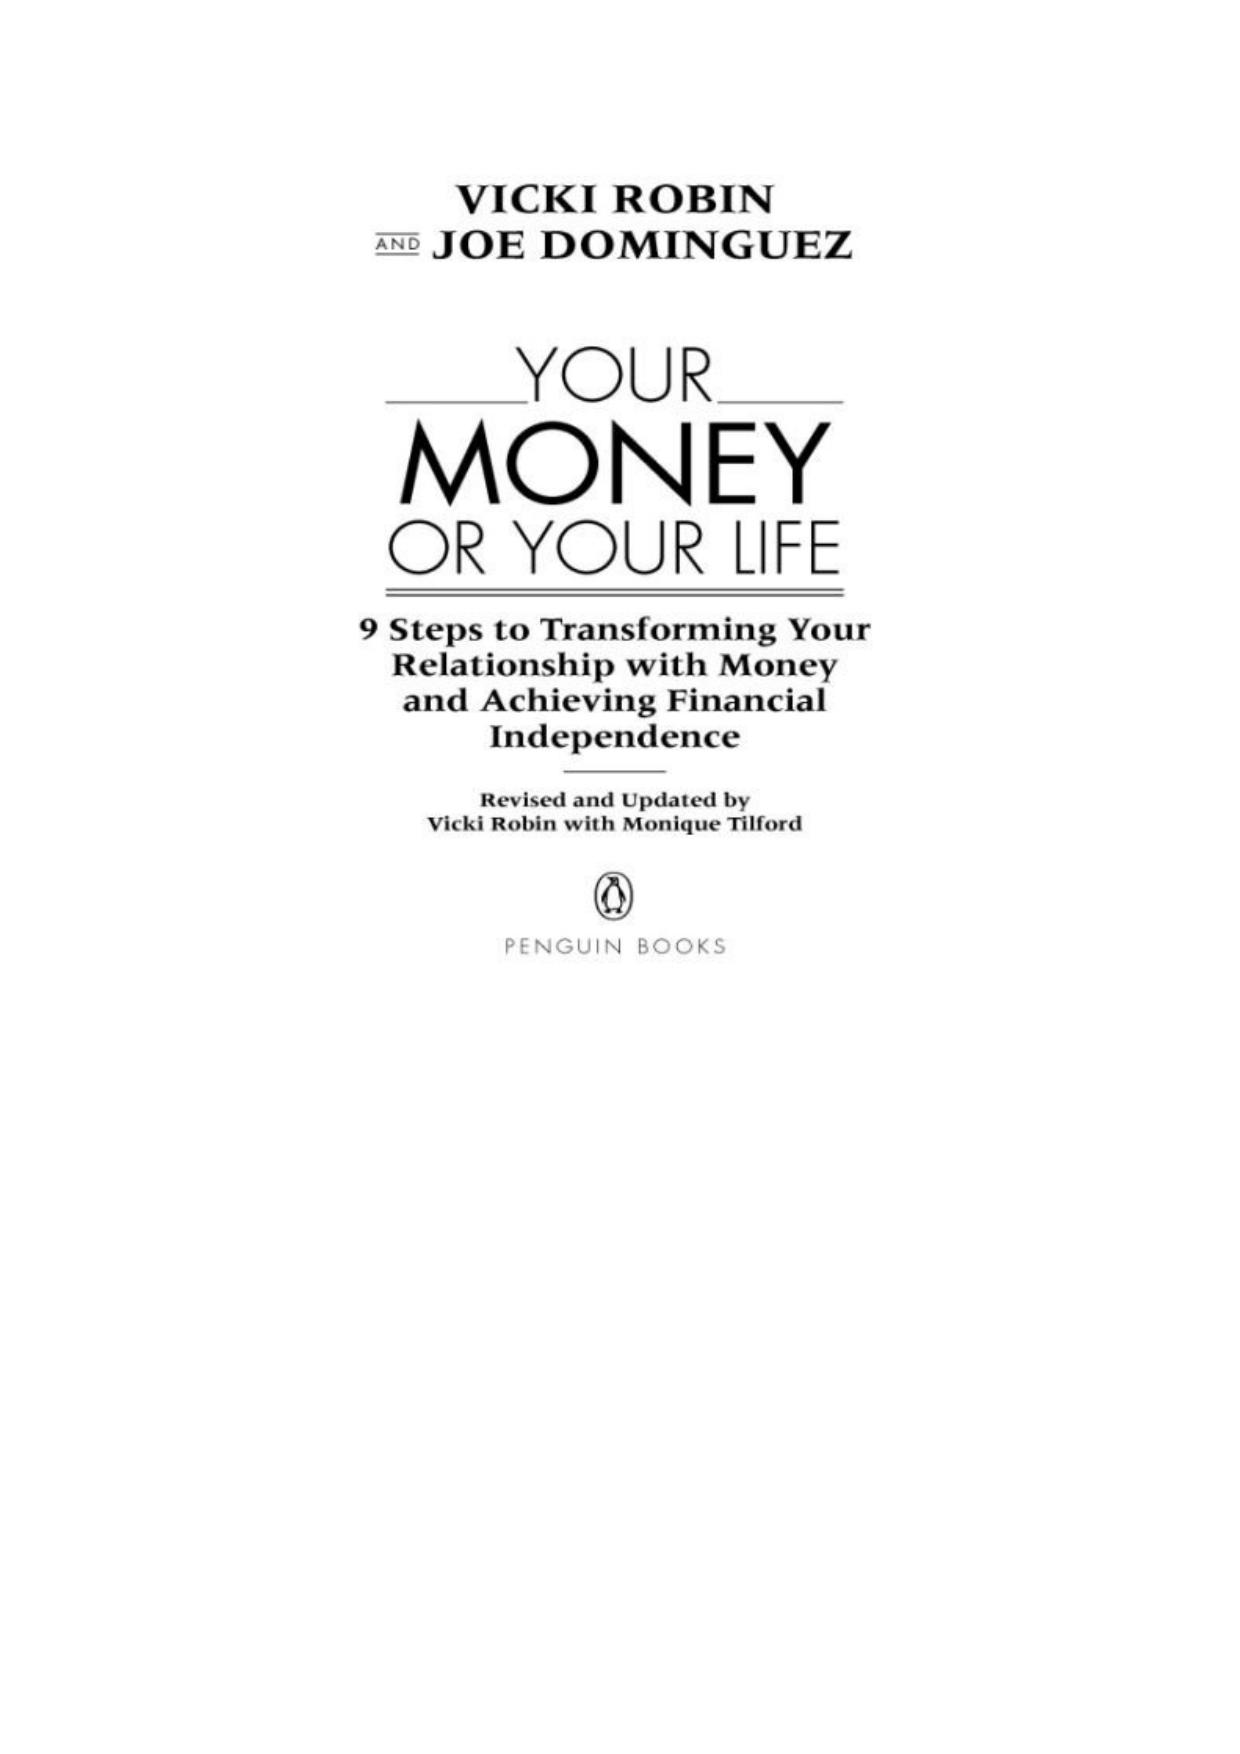 VICKI ROBIN
AND JOE DOMINGUEZ
YOUR
MONEY
OR YOUR LIFE
9 Steps to Transforming Your
Relationship with Money
and Achieving Financial
Independence
Revised and Updated by
Vicki Robin with Monique Tilford
PENGUIN BOOKS